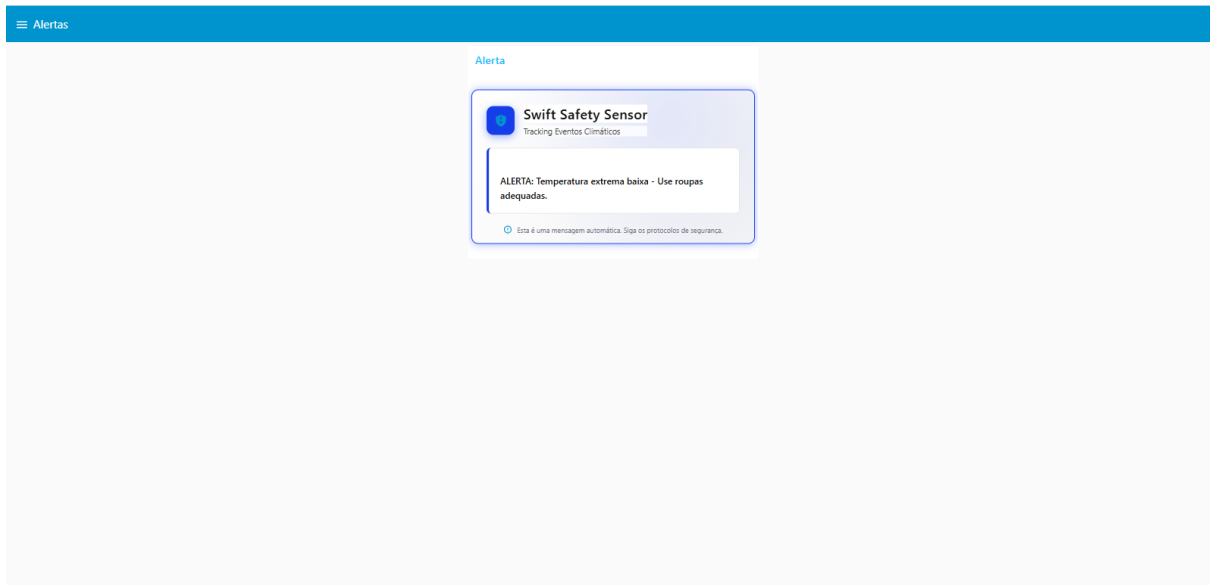 Alertas
Alerta
Swift Safety Sensor
Tracking Eventos Climáticos
ALERTA: Temperatura extrema baixa - Use roupas
adequadas.
Esta é uma mensagem automática. Siga os protocolos de segurança.